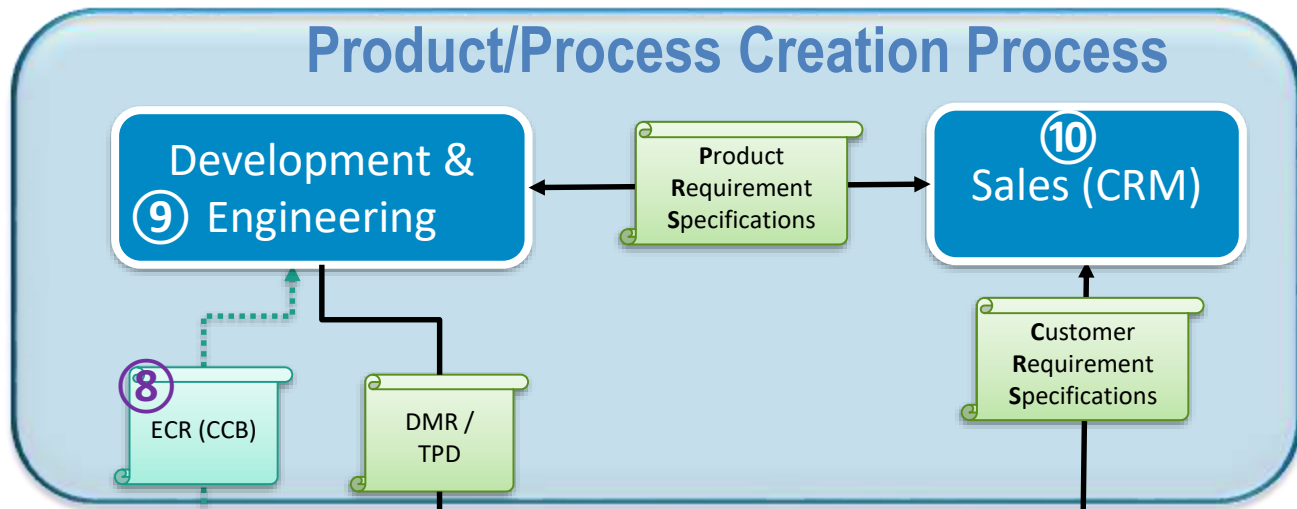 Product/Process Creation Process
Development &
⑨ Engineering
Product
Requirement
Specifications
⑩
Sales (CRM)
⑧
ECR (CCB)
DMR /
TPD
Customer
Requirement
Specifications